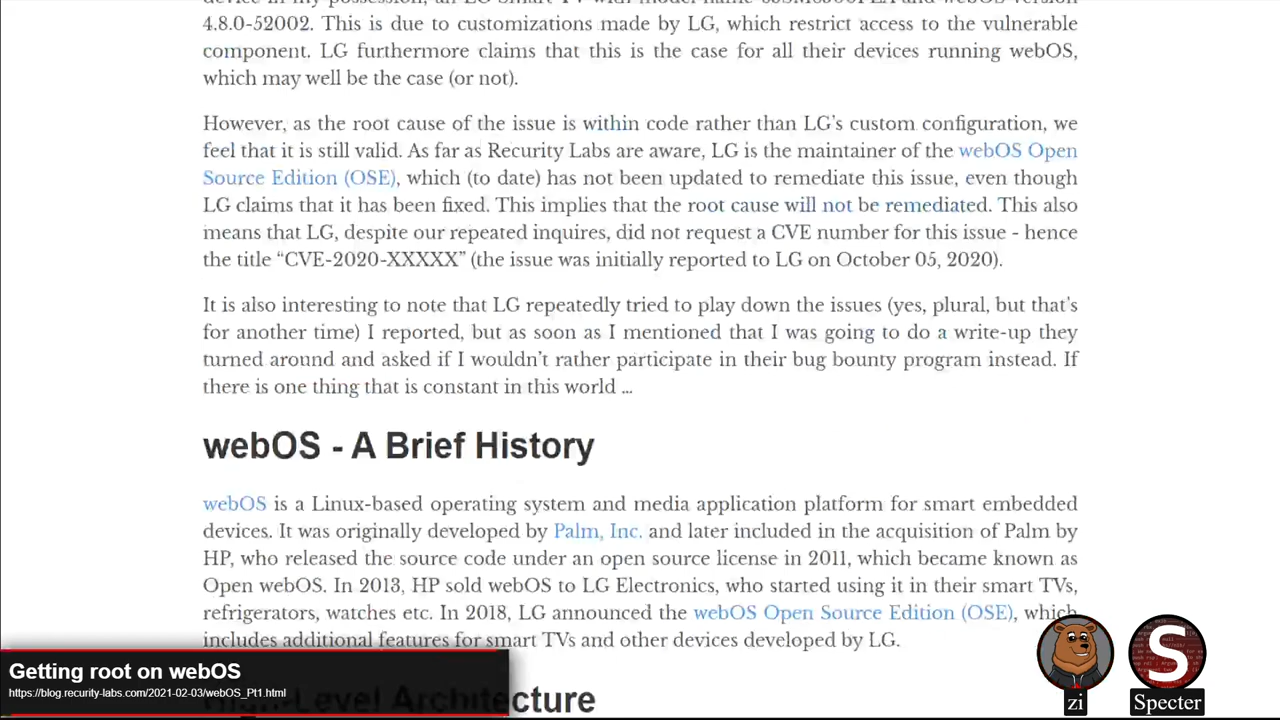 4.8.0-52002. This is due to customizations made by LG, which restrict access to the vulnerable
component. LG furthermore claims that this is the case for all their devices running webOS,
which may well be the case (or not).
However, as the root cause of the issue is within code rather than LG’s custom configuration, we
feel that it is still valid. As far as Recurity Labs are aware, LG is the maintainer of the webOS Open
Source Edition (OSE), which (to date) has not been updated to remediate this issue, even though
LG claims that it has been fixed. This implies that the root cause will not be remediated. This also
means that LG, despite our repeated inquires, did not request a CVE number for this issue - hence
the title “CVE-2020-XXXXX” (the issue was initially reported to LG on October 05, 2020).
It is also interesting to note that LG repeatedly tried to play down the issues (yes, plural, but that’s
for another time) I reported, but as soon as I mentioned that I was going to do a write-up they
turned around and asked if I wouldn’t rather participate in their bug bounty program instead. If
there is one thing that is constant in this world ...
webOS - A Brief History
webOS is a Linux-based operating system and media application platform for smart embedded
devices. It was originally developed by Palm, Inc. and later included in the acquisition of Palm by
HP, who released the source code under an open source license in 2011, which became known as
Open webOS. In 2013, HP sold webOS to LG Electronics, who started using it in their smart TVs,
refrigerators, watches etc. In 2018, LG announced the webOS Open Source Edition (OSE), which
includes additional features for smart TVs and other devices developed by LG.
Getting root on webOS
https://blog.recurity-labs.com/2021-02-03/webOS_Pt1.html
High-Level Architecture
zi
S
Specter